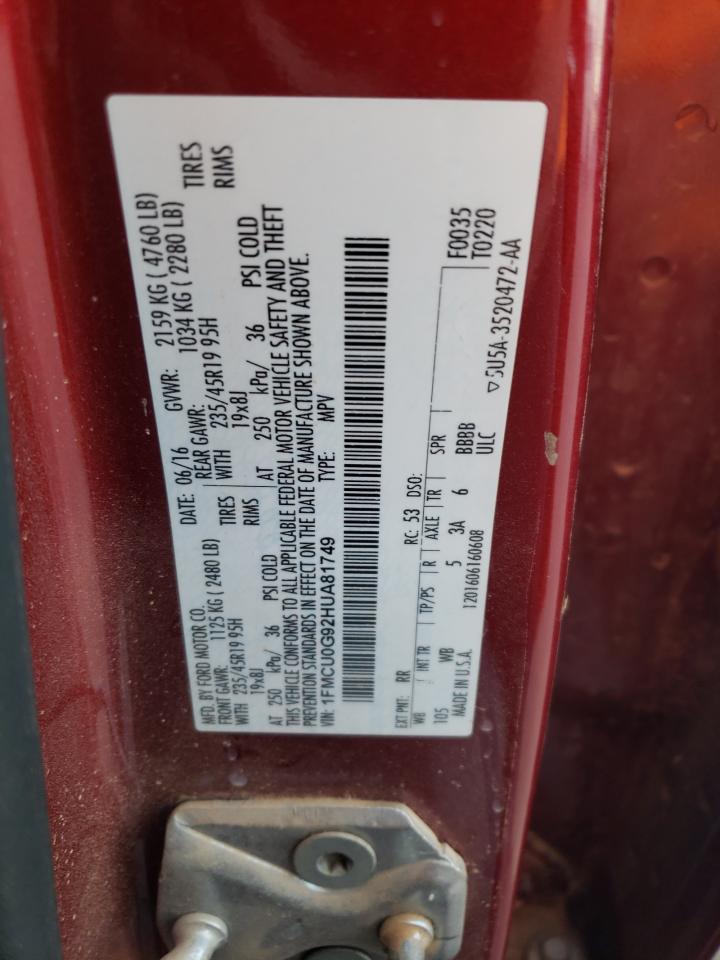 MFD. BY FORD MOTOR CO. DATE: 06/16 GVWR: 2159 KG ( 4760 LB)
FRONT GAWR: 1125 KG ( 2480 LB) REAR GAWR: 1034 KG ( 2280 LB)
WITH 235/45R19 95H TIRES WITH 235/45R19 95H TIRES
19x8J RIMS 19x8J RIMS
AT 250 kPa/ 36 PSI COLD AT 250 kPa/ 36 PSI COLD
THIS VEHICLE CONFORMS TO ALL APPLICABLE FEDERAL MOTOR VEHICLE SAFETY AND THEFT
PREVENTION STANDARDS IN EFFECT ON THE DATE OF MANUFACTURE SHOWN ABOVE.
VIN: 1FMCU0G92HUA81749 TYPE: MPV
EXT PNT: RR RC: 53 DSO: F0035
WB INT TR TP/PS R AXLE TR SPR T0220
105 WB 5 3A 6 BBBB
MADE IN U.S.A. 1201606160608 ULC ▽5U5A-3520472-AA